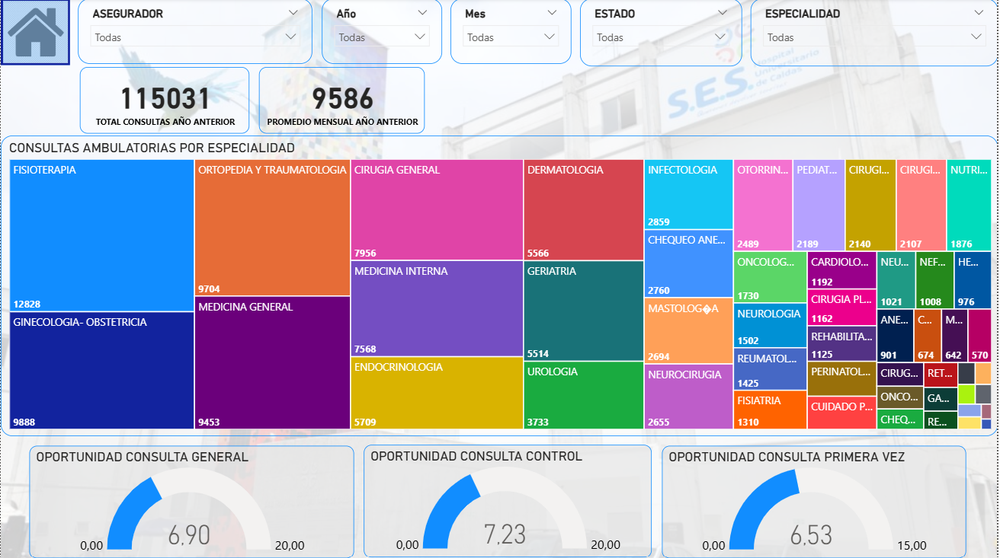 ASEGURADOR
Todas
Año
Todas
Mes
Todas
ESTADO
Todas
ESPECIALIDAD
Todas
S.E.S.
Hospital
Universitario
de Caldas
115031
TOTAL CONSULTAS AÑO ANTERIOR
9586
PROMEDIO MENSUAL AÑO ANTERIOR
CONSULTAS AMBULATORIAS POR ESPECIALIDAD
FISIOTERAPIA
12828
GINECOLOGIA- OBSTETRICIA
9888
ORTOPEDIA Y TRAUMATOLOGIA
9704
MEDICINA GENERAL
9453
CIRUGIA GENERAL
7956
MEDICINA INTERNA
7568
ENDOCRINOLOGIA
5709
DERMATOLOGIA
5566
GERIATRIA
5514
UROLOGIA
3733
INFECTOLOGIA
2859
CHEQUEO ANE...
2760
MASTOLOG�A
2694
NEUROCIRUGIA
2655
OTORRIN...
2489
PEDIAT...
2189
CIRUGI...
2140
CIRUGI...
2107
NUTRI...
1876
ONCOLOG...
1730
NEUROLOGIA
1502
REUMATOL...
1425
FISIATRIA
1310
CARDIOLO...
1192
CIRUGIA PL...
1162
REHABILITA...
1125
PERINATOL...
CUIDADO P...
NEU...
1021
NEF...
1008
HE...
976
ANE...
901
C...
674
M...
642
570
CIRUG...
ONCO...
CHEQ...
RET...
GA...
RE...
OPORTUNIDAD CONSULTA GENERAL
6,90
0,00
20,00
OPORTUNIDAD CONSULTA CONTROL
7,23
0,00
20,00
OPORTUNIDAD CONSULTA PRIMERA VEZ
6,53
0,00
15,00